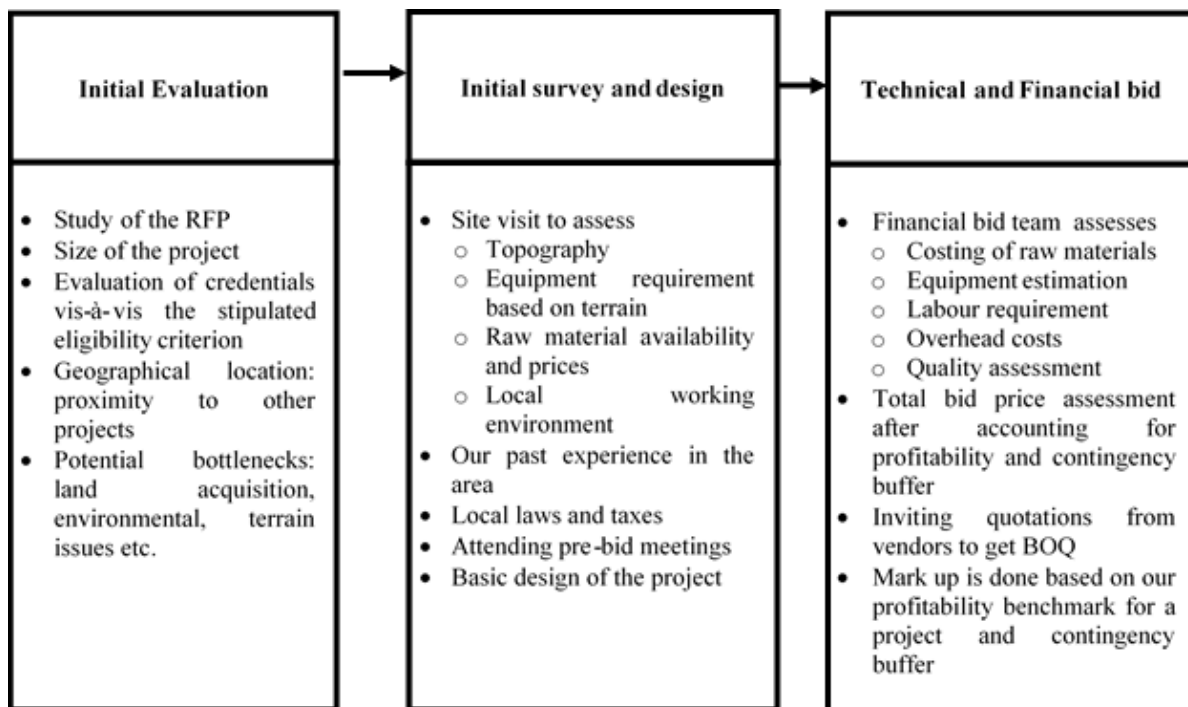 Initial Evaluation
• Study of the RFP
• Size of the project
• Evaluation of credentials
vis-à-vis the stipulated
eligibility criterion
• Geographical location:
proximity to other
projects
• Potential bottlenecks:
land acquisition,
environmental, terrain
issues etc.
Initial survey and design
• Site visit to assess
o Topography
o Equipment requirement
based on terrain
o Raw material availability
and prices
o Local working
environment
• Our past experience in the
area
• Local laws and taxes
• Attending pre-bid meetings
• Basic design of the project
Technical and Financial bid
• Financial bid team assesses
o Costing of raw materials
o Equipment estimation
o Labour requirement
o Overhead costs
o Quality assessment
• Total bid price assessment
after accounting for
profitability and contingency
buffer
• Inviting quotations from
vendors to get BOQ
• Mark up is done based on our
profitability benchmark for a
project and contingency
buffer